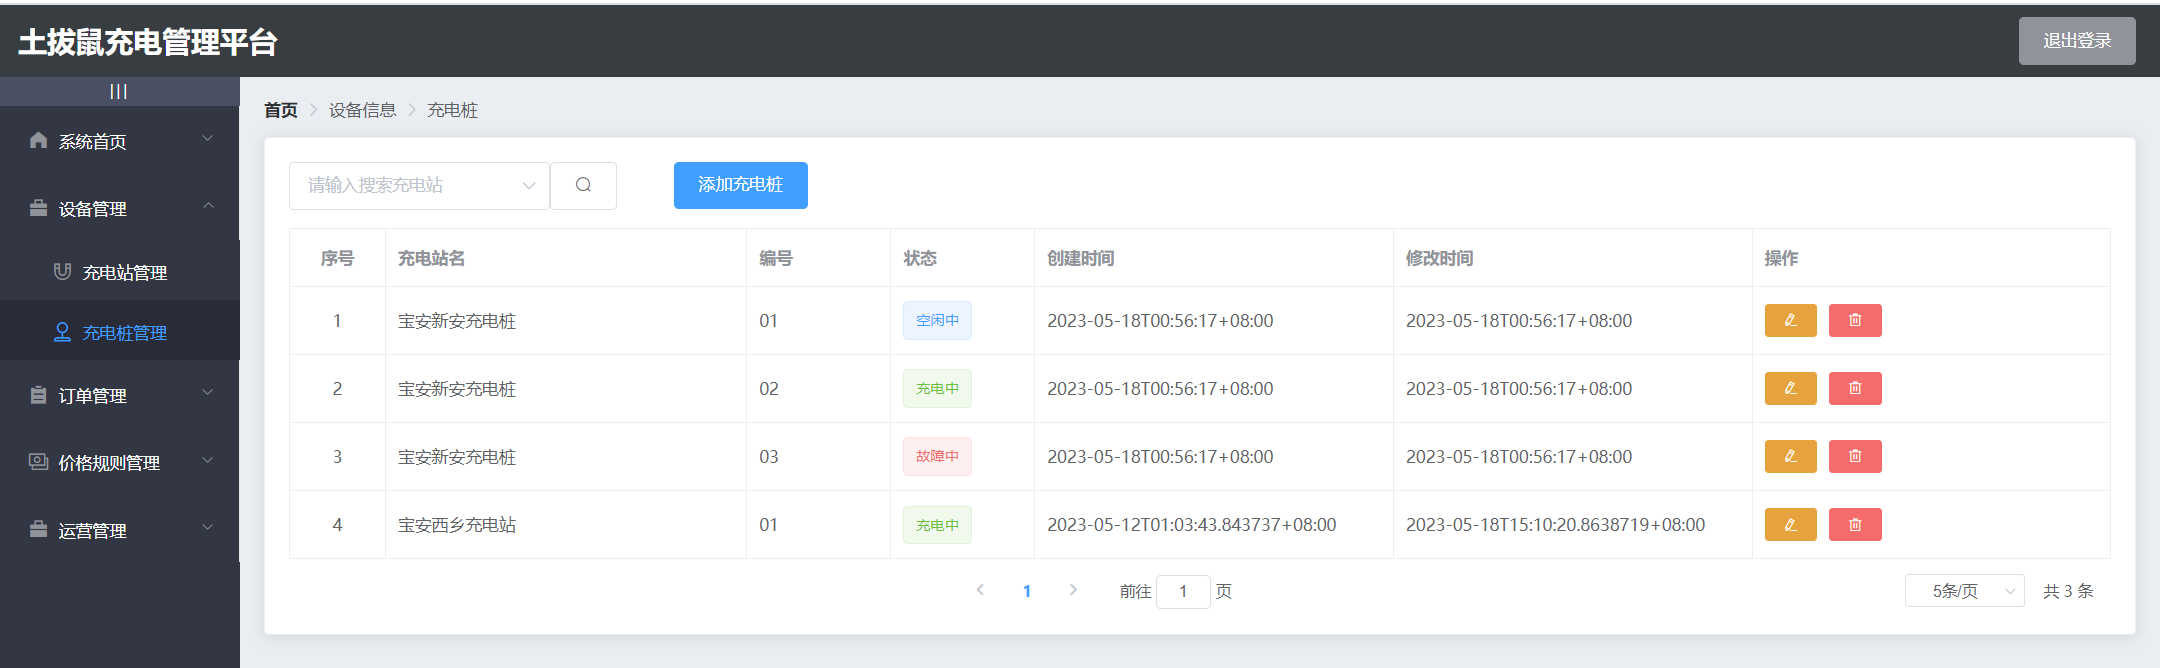 土拔鼠充电管理平台
退出登录
|||
首页 > 设备信息 > 充电桩
系统首页
设备管理
充电站管理
充电桩管理
订单管理
价格规则管理
运营管理
请输入搜索充电站
添加充电桩
序号 充电站名 编号 状态 创建时间 修改时间 操作
1 宝安新安充电桩 01 空闲中 2023-05-18T00:56:17+08:00 2023-05-18T00:56:17+08:00
2 宝安新安充电桩 02 充电中 2023-05-18T00:56:17+08:00 2023-05-18T00:56:17+08:00
3 宝安新安充电桩 03 故障中 2023-05-18T00:56:17+08:00 2023-05-18T00:56:17+08:00
4 宝安西乡充电站 01 充电中 2023-05-12T01:03:43.843737+08:00 2023-05-18T15:10:20.8638719+08:00
1 前往 1 页 5条/页 共 3 条